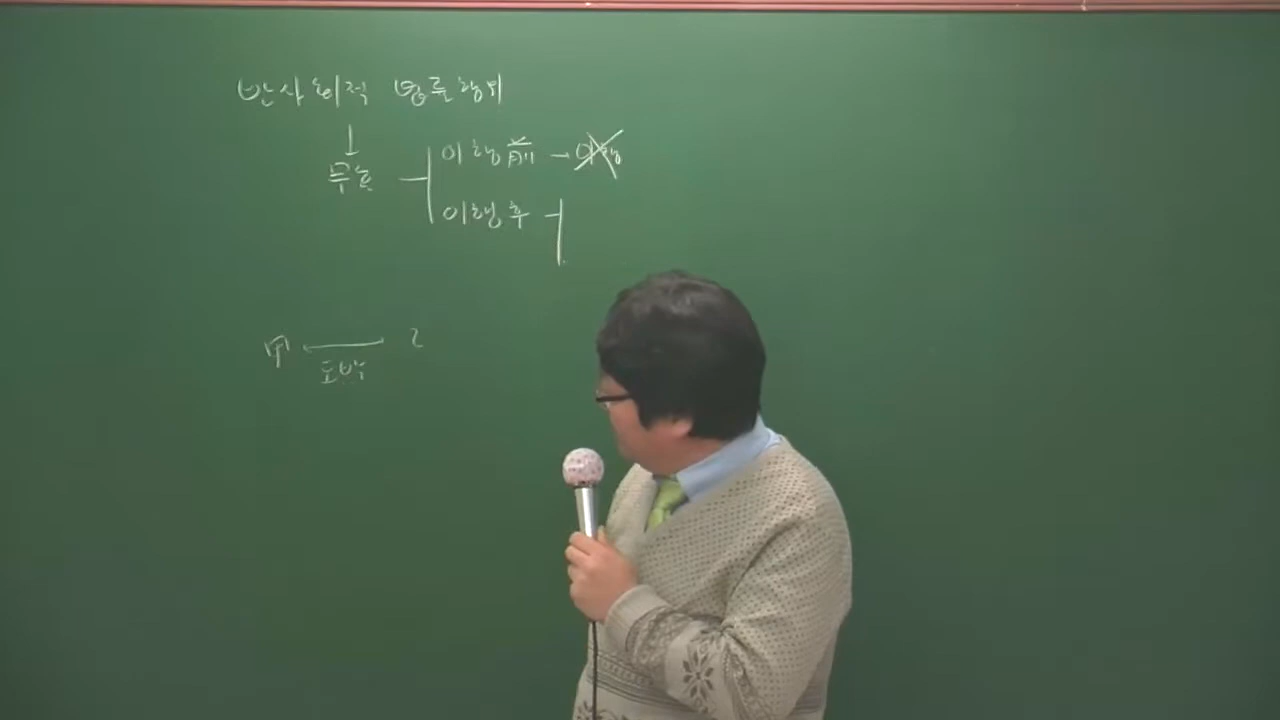 반사회적 법률행위
↓
무효
이행前 → 이행
이행후
甲 ← 乙
도박